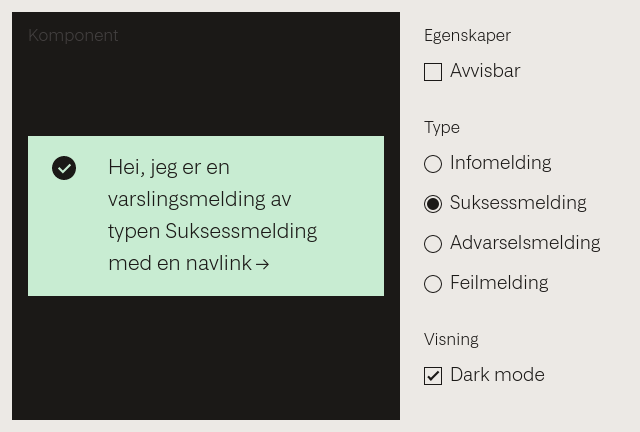 Komponent
Hei, jeg er en
varslingsmelding av
typen Suksessmelding
med en navlink →
Egenskaper
Avvisbar
Type
Infomelding
Suksessmelding
Advarselsmelding
Feilmelding
Visning
Dark mode